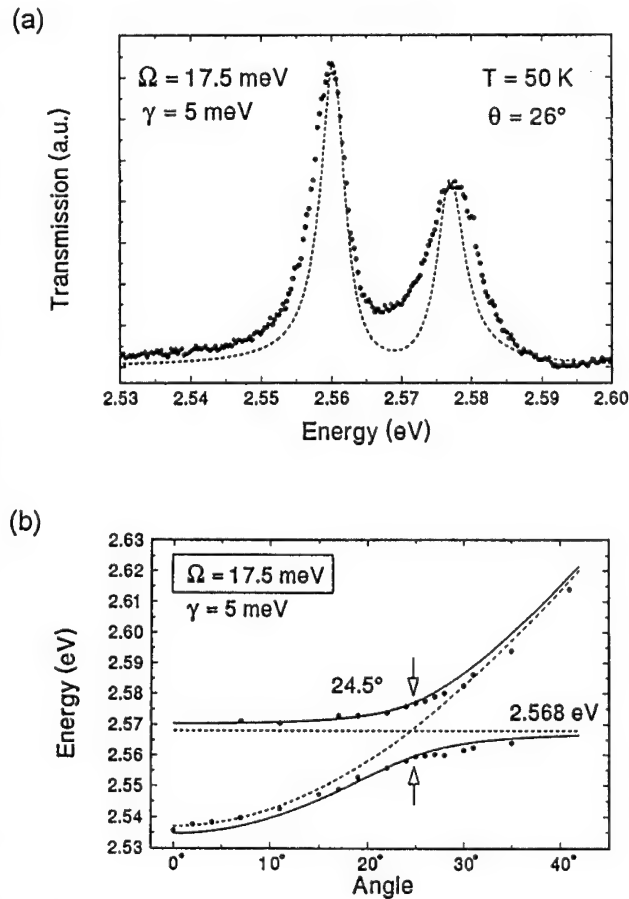 (a)
Ω = 17.5 meV
γ = 5 meV
T = 50 K
θ = 26°
Transmission (a.u.)
2.53 2.54 2.55 2.56 2.57 2.58 2.59 2.60
Energy (eV)
(b)
Ω = 17.5 meV
γ = 5 meV
24.5°
2.568 eV
Energy (eV)
2.63
2.62
2.61
2.60
2.59
2.58
2.57
2.56
2.54
2.53
0° 10° 20° 30° 40°
Angle